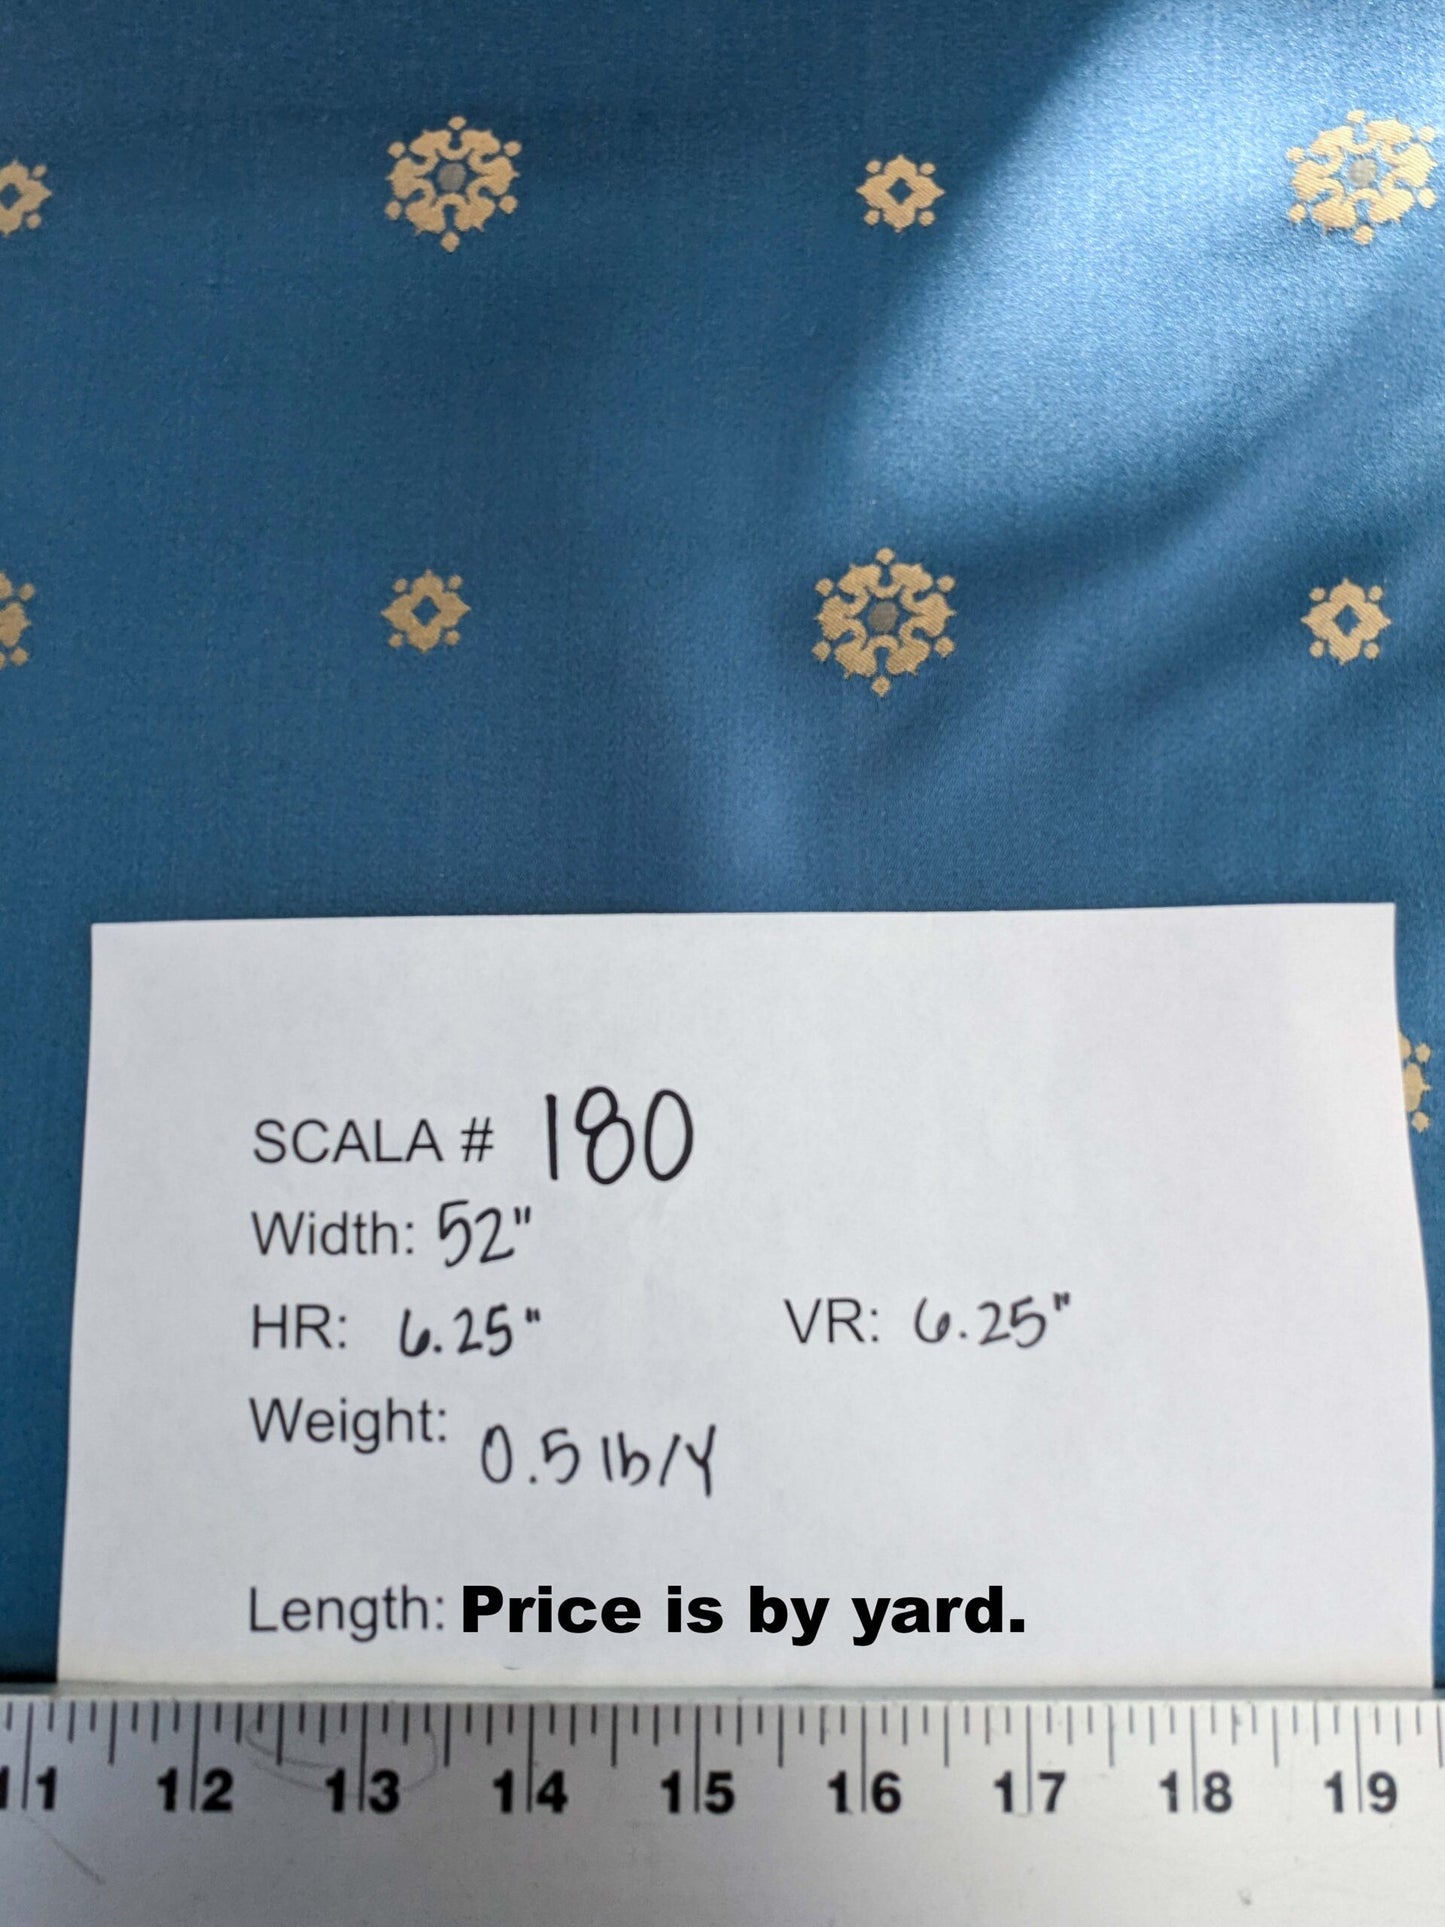 SCALA # 180
Width: 52"
HR: 6.25" VR: 6.25"
Weight: 0.5 lb/Y
Length: Price is by yard.
11 12 13 14 15 16 17 18 19